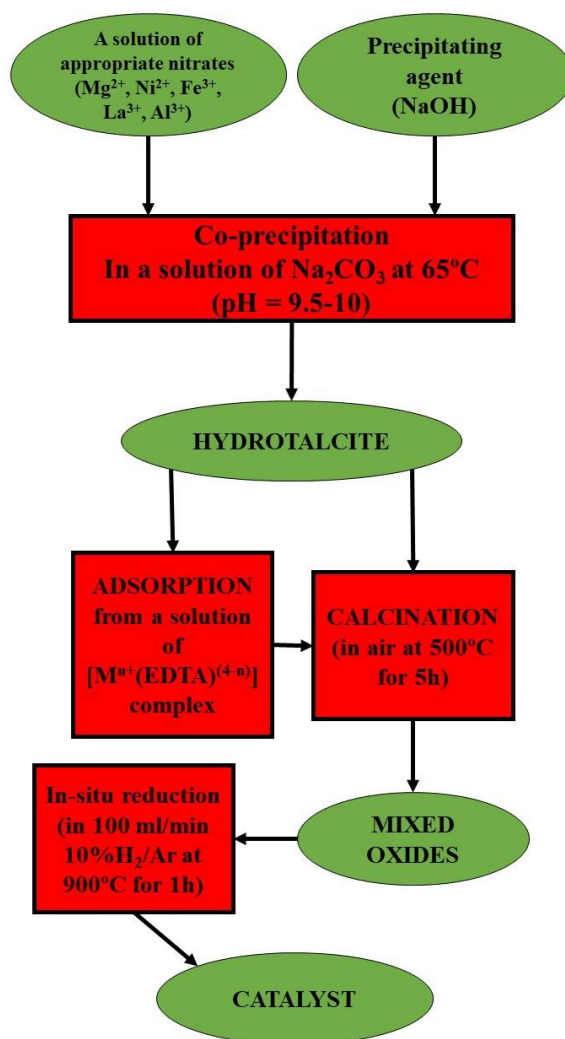 A solution of
appropriate nitrates
(Mg²⁺, Ni²⁺, Fe³⁺,
La³⁺, Al³⁺)
Precipitating
agent
(NaOH)
Co-precipitation
In a solution of Na₂CO₃ at 65ºC
(pH = 9.5-10)
HYDROTALCITE
ADSORPTION
from a solution
of
[Mⁿ⁺(EDTA)⁽⁴⁻ⁿ⁾]
complex
CALCINATION
(in air at 500ºC
for 5h)
In-situ reduction
(in 100 ml/min
10%H₂/Ar at
900ºC for 1h)
MIXED
OXIDES
CATALYST